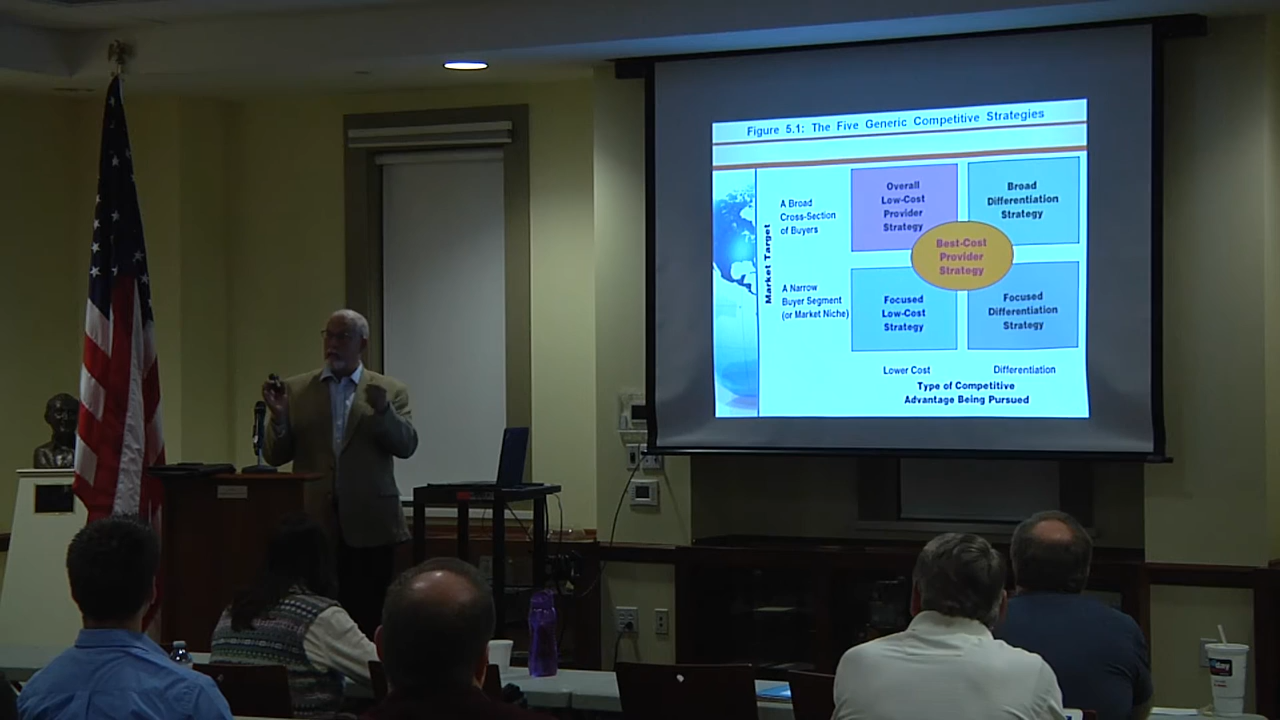 Figure 5.1: The Five Generic Competitive Strategies
Market Target
A Broad
Cross-Section
of Buyers
Overall
Low-Cost
Provider
Strategy
Broad
Differentiation
Strategy
Best-Cost
Provider
Strategy
A Narrow
Buyer Segment
(or Market Niche)
Focused
Low-Cost
Strategy
Focused
Differentiation
Strategy
Lower Cost
Differentiation
Type of Competitive
Advantage Being Pursued